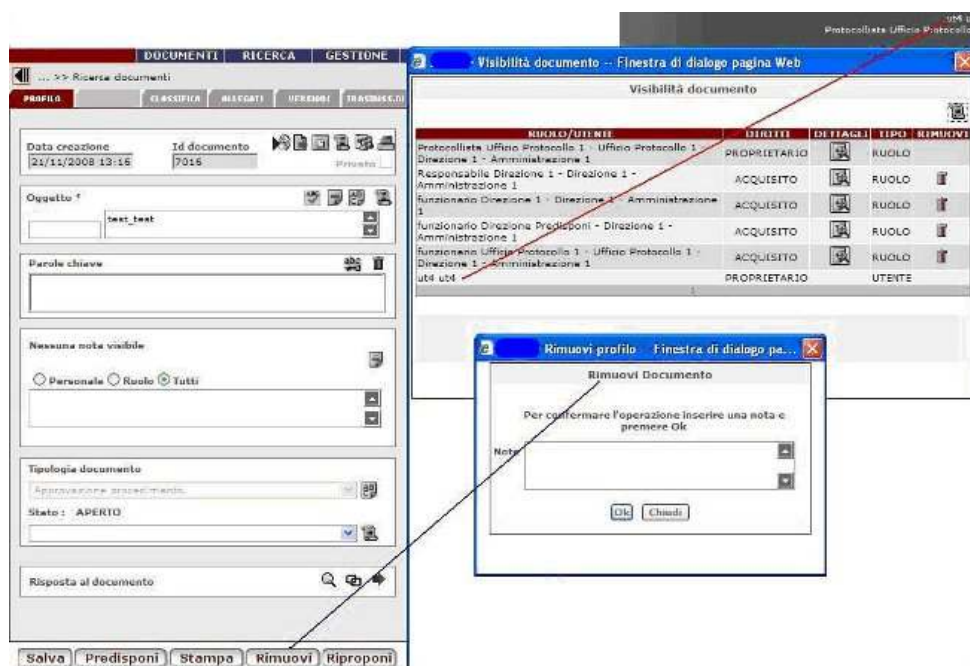 ut4 u
Protocollista Ufficio Protocollo
DOCUMENTI RICERCA GESTIONE
... >> Ricerca documenti
PROFILO CLASSIFICA ALLEGATI VERSIONI
Data creazione
Id documento
21/11/2008 13:16
7016
Privato
Oggetto *
test_test
Parole chiave
Nessuna nota visibile
Personale Ruolo Tutti
Tipologia documento
Approvazione procedimento
Stato : APERTO
Risposta al documento
Salva Predisponi Stampa Rimuovi Riproponi
Visibilità documento -- Finestra di dialogo pagina Web
Visibilità documento
RUOLO/UTENTE DIRITTI DETTAGLI TIPO RIMUOVI
Protocollista Ufficio Protocollo 1 - Ufficio Protocollo 1 -
Direzione 1 - Amministrazione 1
PROPRIETARIO RUOLO
Responsabile Direzione 1 - Direzione 1 -
Amministrazione 1
ACQUISITO RUOLO
funzionario Direzione 1 - Direzione 1 - Amministrazione
1
ACQUISITO RUOLO
funzionario Direzione Predisponi - Direzione 1 -
Amministrazione 1
ACQUISITO RUOLO
funzionario Ufficio Protocollo 1 - Ufficio Protocollo 1 -
Direzione 1 - Amministrazione 1
ACQUISITO RUOLO
ut4 ut4 PROPRIETARIO UTENTE
1
Rimuovi profilo Finestra di dialogo pa...
Rimuovi Documento
Per confermare l'operazione inserire una nota e
premere Ok
Note
Ok Chiudi